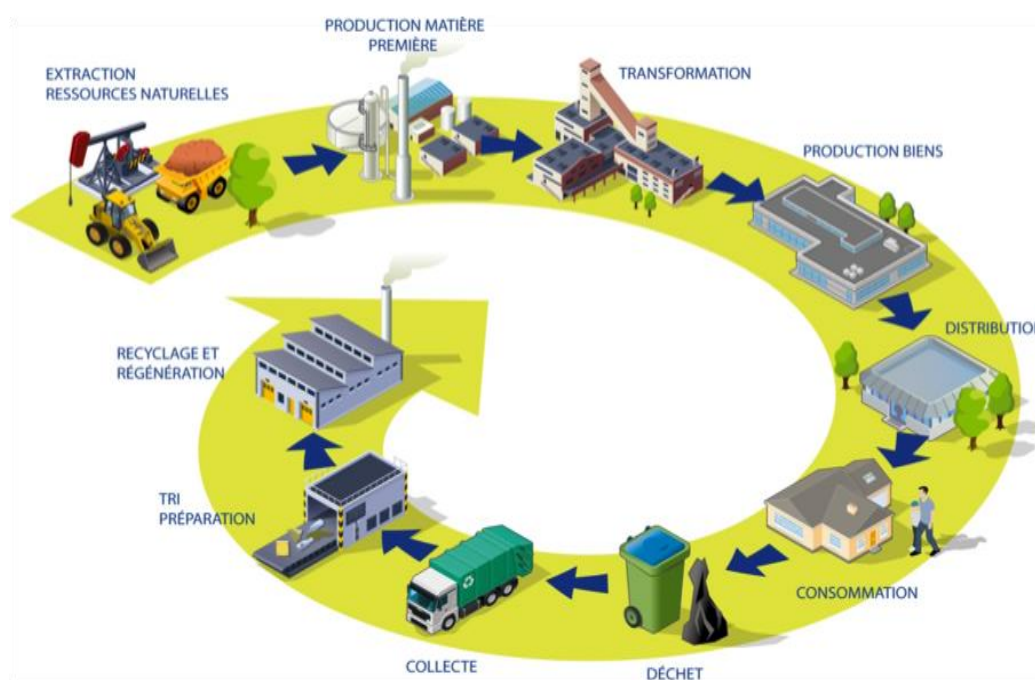 PRODUCTION MATIÈRE
PREMIÈRE
EXTRACTION
RESSOURCES NATURELLES
TRANSFORMATION
PRODUCTION BIENS
DISTRIBUTION
CONSOMMATION
DÉCHET
COLLECTE
TRI
PRÉPARATION
RECYCLAGE ET
RÉGÉNÉRATION